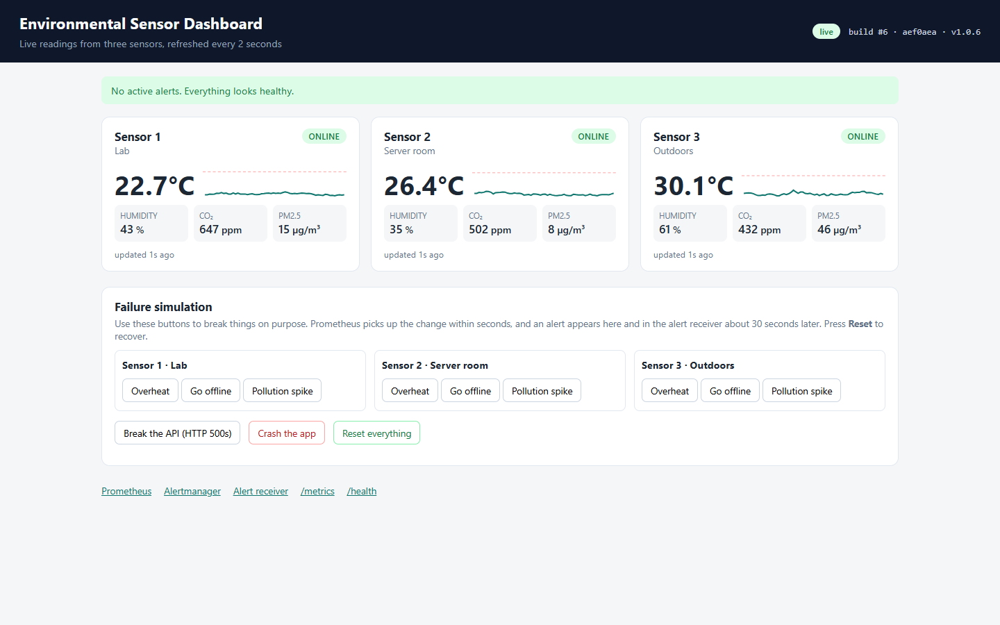 Environmental Sensor Dashboard
Live readings from three sensors, refreshed every 2 seconds
live
build #6 · aef0aea · v1.0.6
No active alerts. Everything looks healthy.
Sensor 1
ONLINE
Lab
22.7°C
HUMIDITY
43 %
CO₂
647 ppm
PM2.5
15 µg/m³
updated 1s ago
Sensor 2
ONLINE
Server room
26.4°C
HUMIDITY
35 %
CO₂
502 ppm
PM2.5
8 µg/m³
updated 1s ago
Sensor 3
ONLINE
Outdoors
30.1°C
HUMIDITY
61 %
CO₂
432 ppm
PM2.5
46 µg/m³
updated 1s ago
Failure simulation
Use these buttons to break things on purpose. Prometheus picks up the change within seconds, and an alert appears here and in the alert receiver about 30 seconds later. Press Reset to
recover.
Sensor 1 · Lab
Overheat
Go offline
Pollution spike
Sensor 2 · Server room
Overheat
Go offline
Pollution spike
Sensor 3 · Outdoors
Overheat
Go offline
Pollution spike
Break the API (HTTP 500s)
Crash the app
Reset everything
Prometheus
Alertmanager
Alert receiver
/metrics
/health